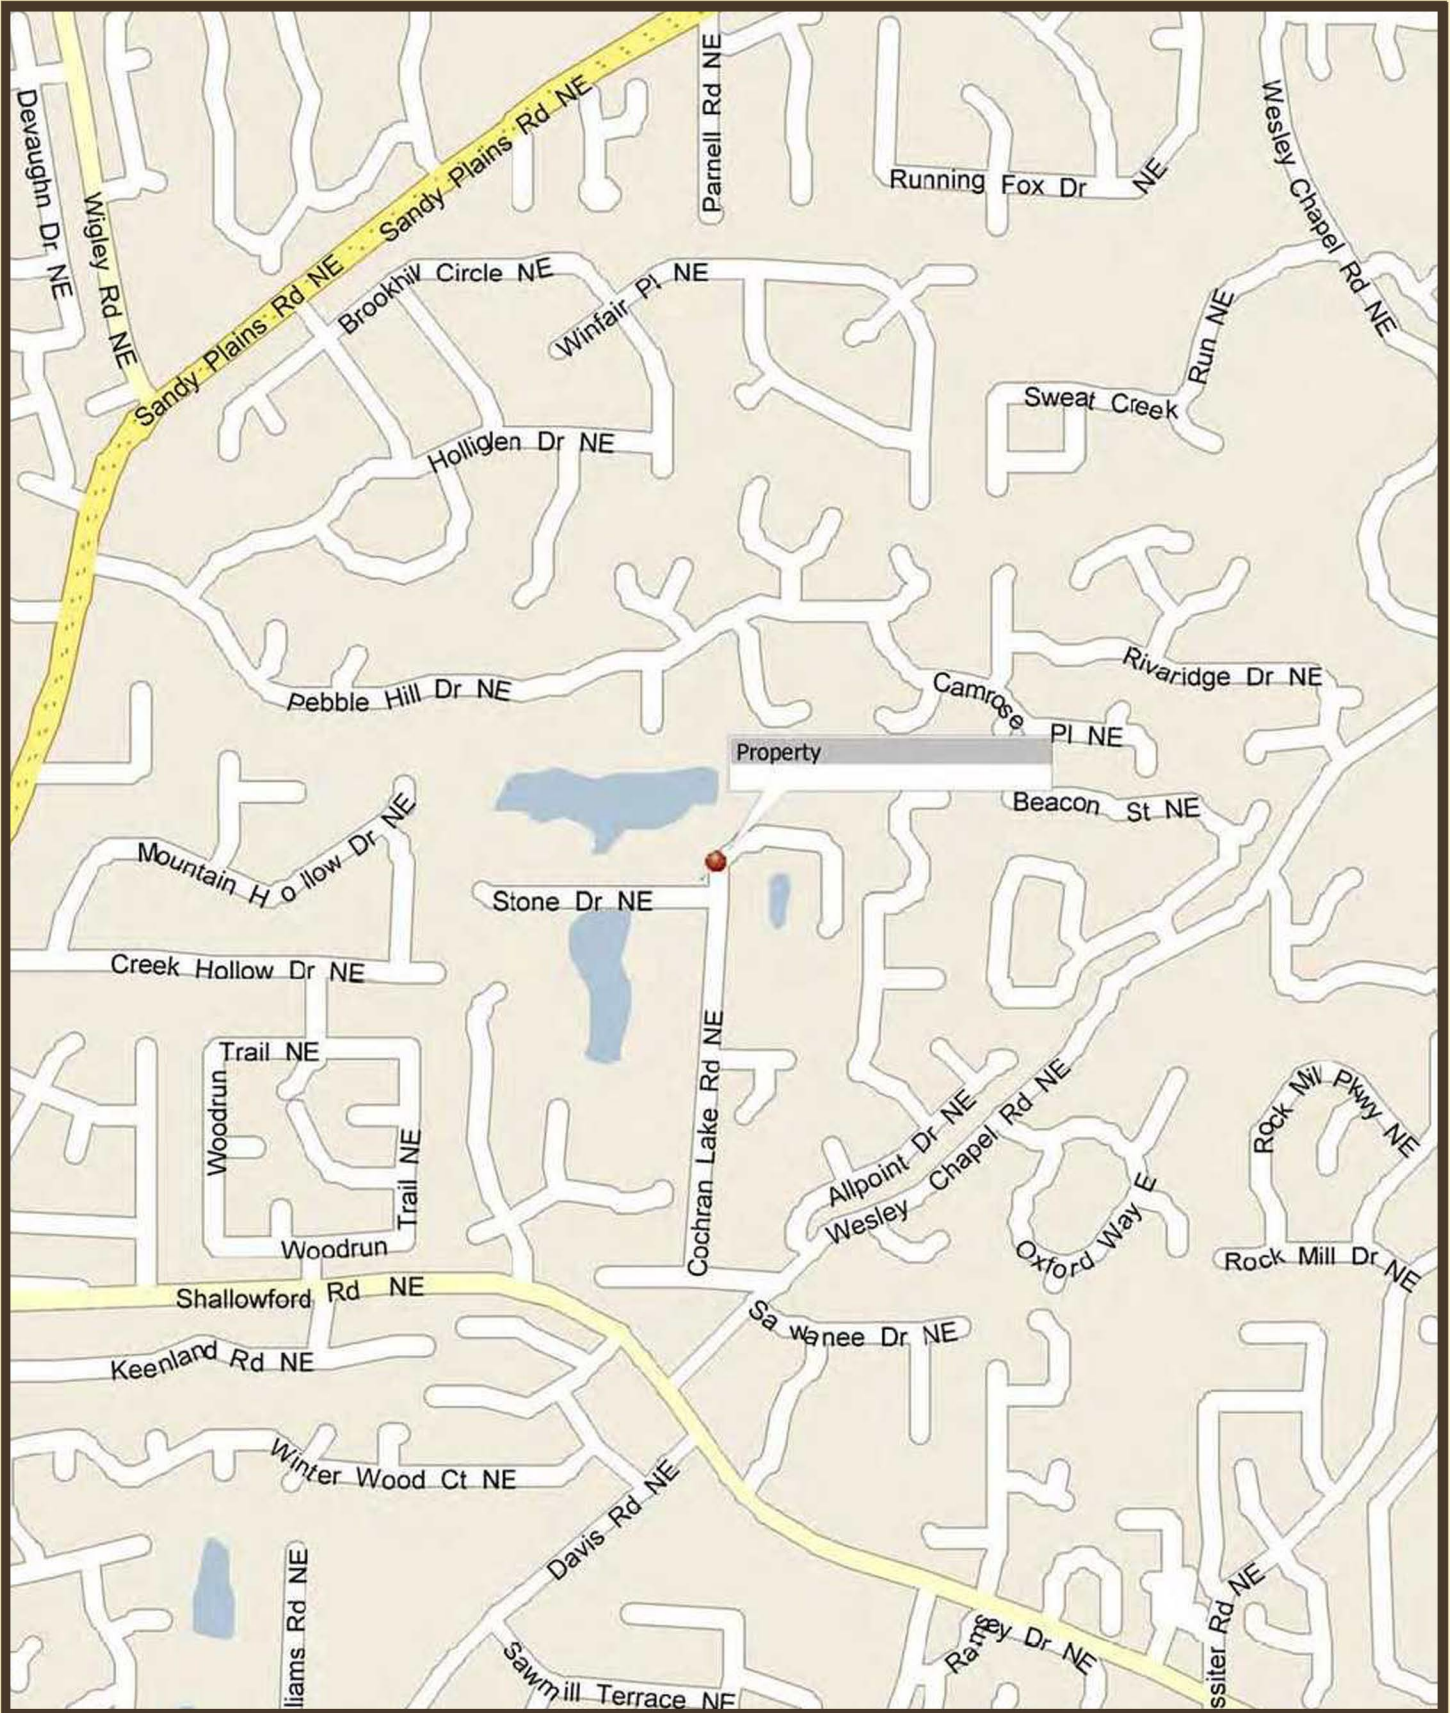 Sandy Plains Rd NE
Parnell Rd NE
Devaughn Dr NE
Wigley Rd NE
Running Fox Dr NE
Wesley Chapel Rd NE
Sandy Plains Rd NE
Sandy Plains Rd NE
Brookhill Circle NE
Winfair Pl NE
Sweat Creek Run NE
Holliglen Dr NE
Pebble Hill Dr NE
Camrose Pl NE
Rivaridge Dr NE
Property
Beacon St NE
Mountain Hollow Dr NE
Stone Dr NE
Creek Hollow Dr NE
Trail NE
Woodrun
Trail NE
Woodrun
Cochran Lake Rd NE
Allpoint Dr NE
Wesley Chapel Rd NE
Oxford Way E
Rock Mil Pkwy NE
Rock Mill Dr NE
Shallowford Rd NE
Sawanee Dr NE
Keenland Rd NE
Winter Wood Ct NE
Davis Rd NE
liams Rd NE
Sawmill Terrace NE
Ramsey Dr NE
ssiter Rd NE